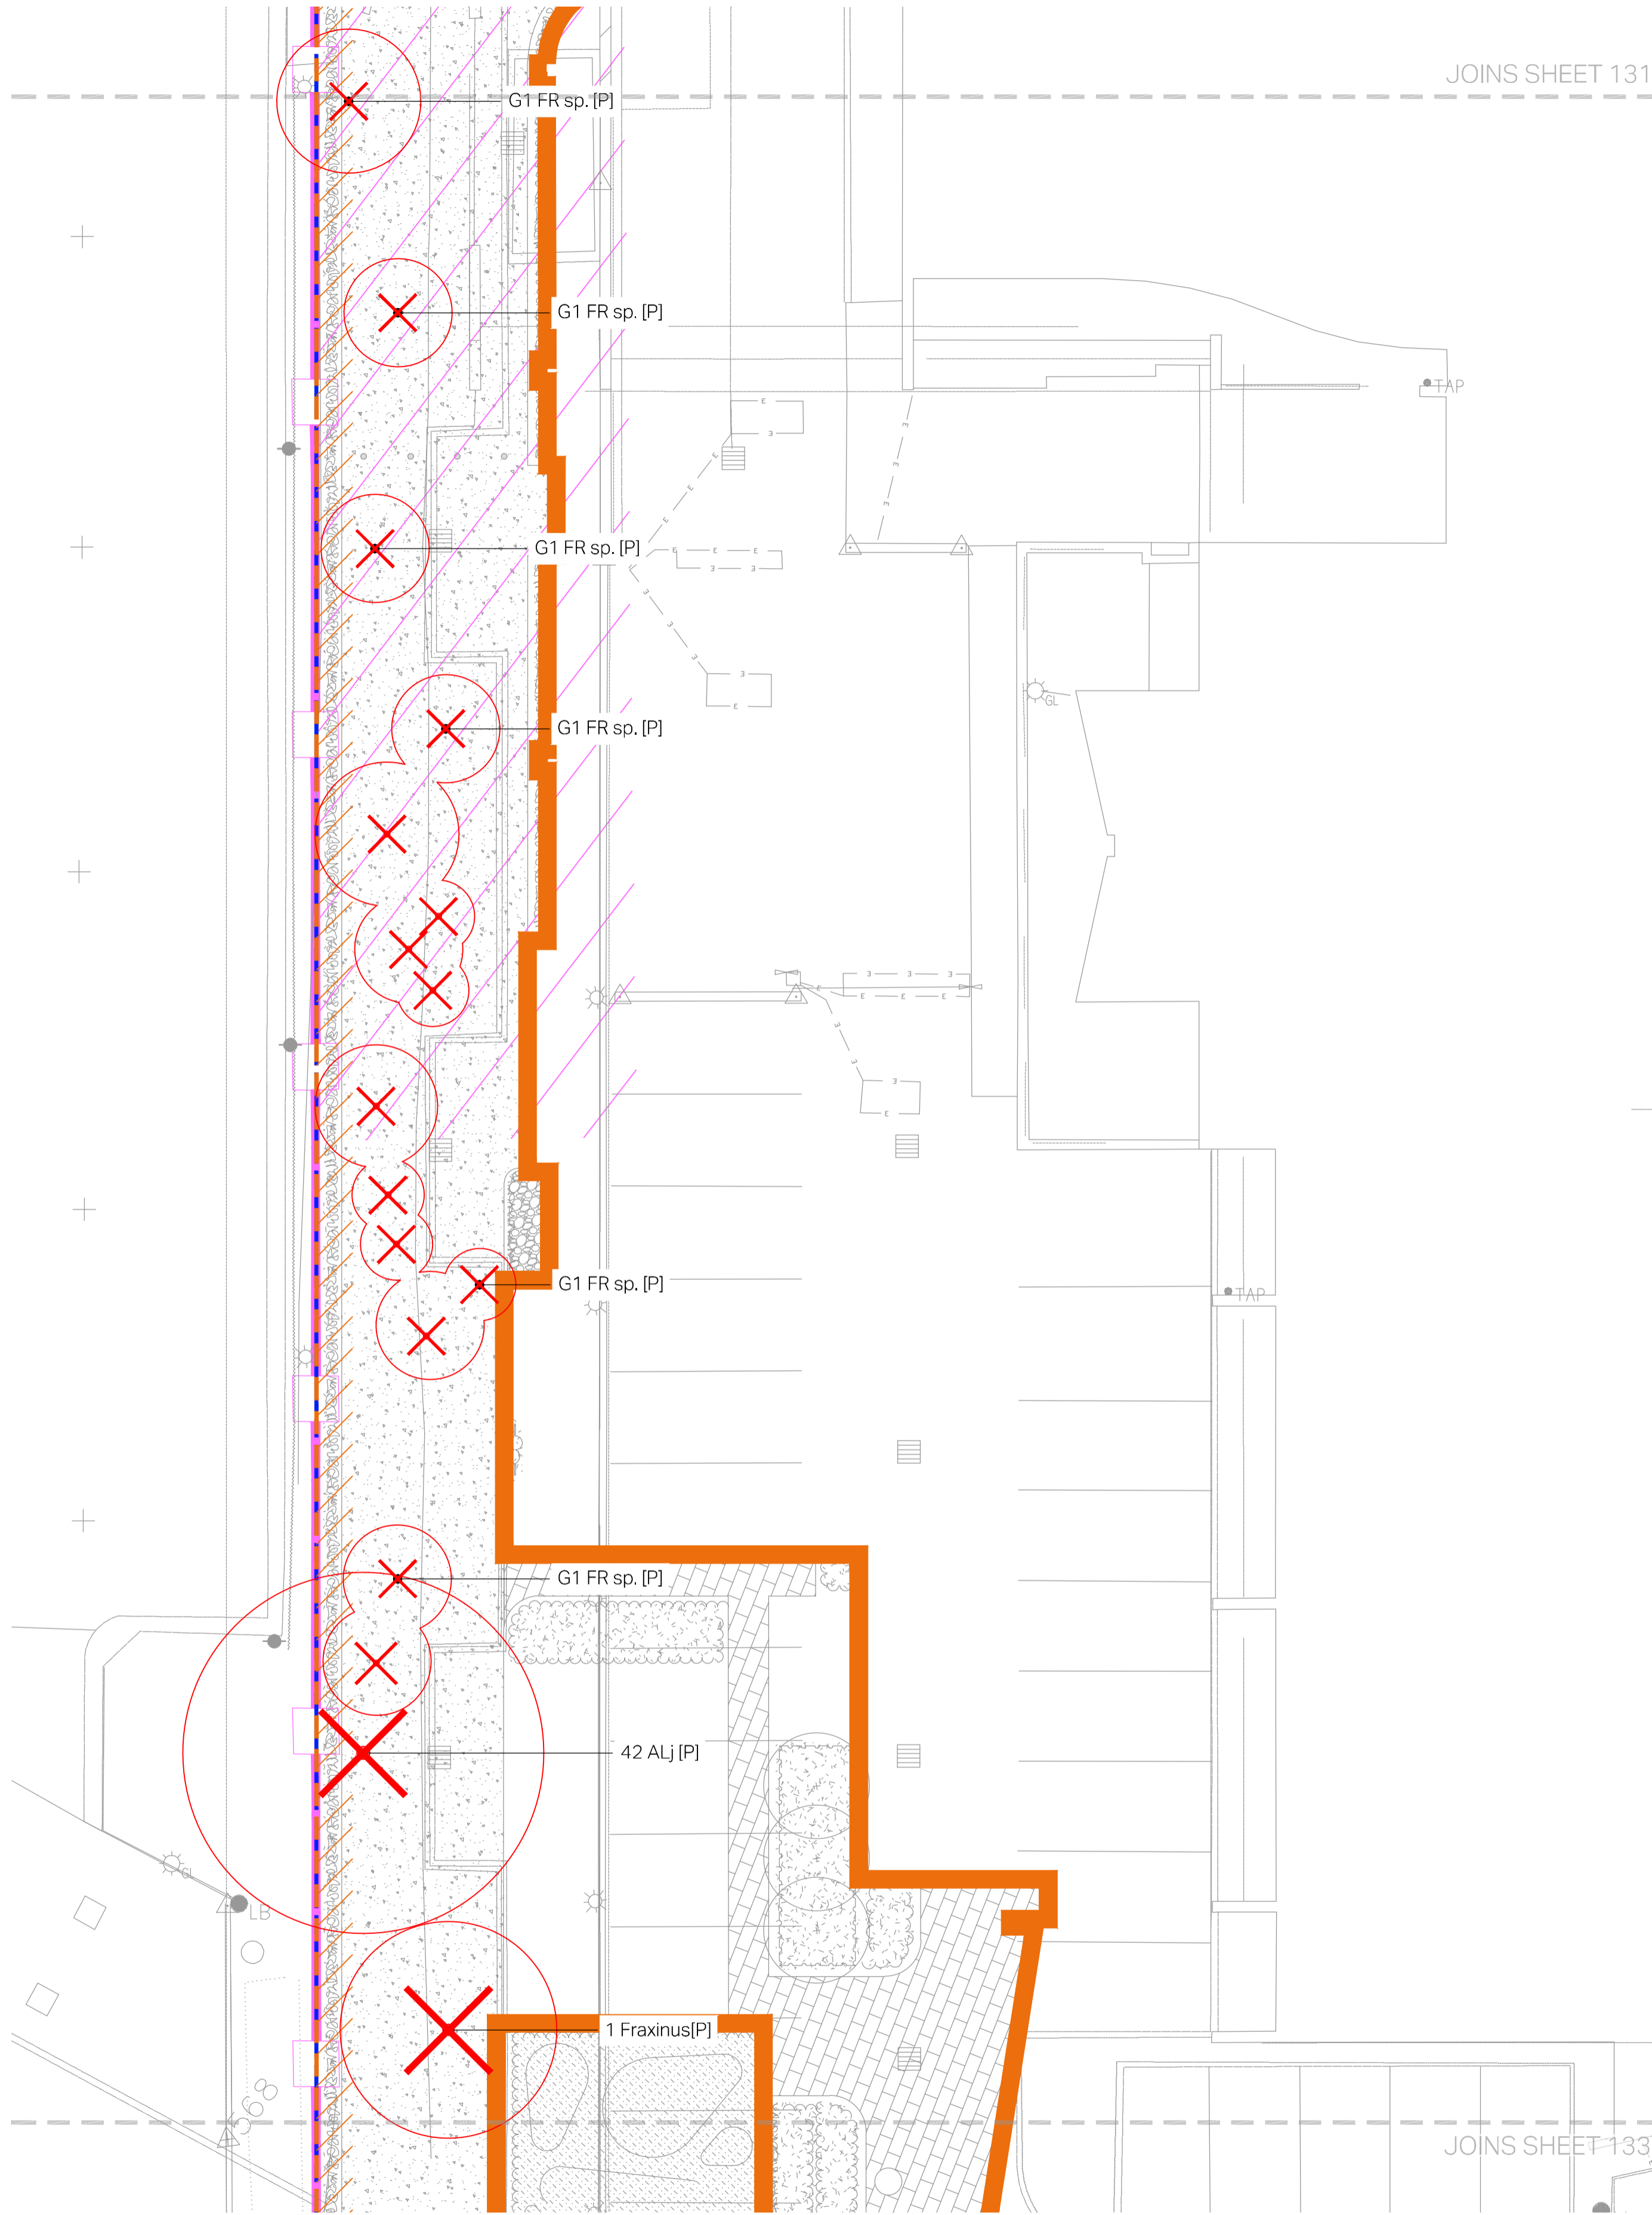 JOINS SHEET 131
G1 FR sp. [P]
G1 FR sp. [P]
TAP
G1 FR sp. [P]
GL
G1 FR sp. [P]
G1 FR sp. [P]
TAP
G1 FR sp. [P]
42 ALj [P]
GL
LB
1 Fraxinus[P]
JOINS SHEET 133